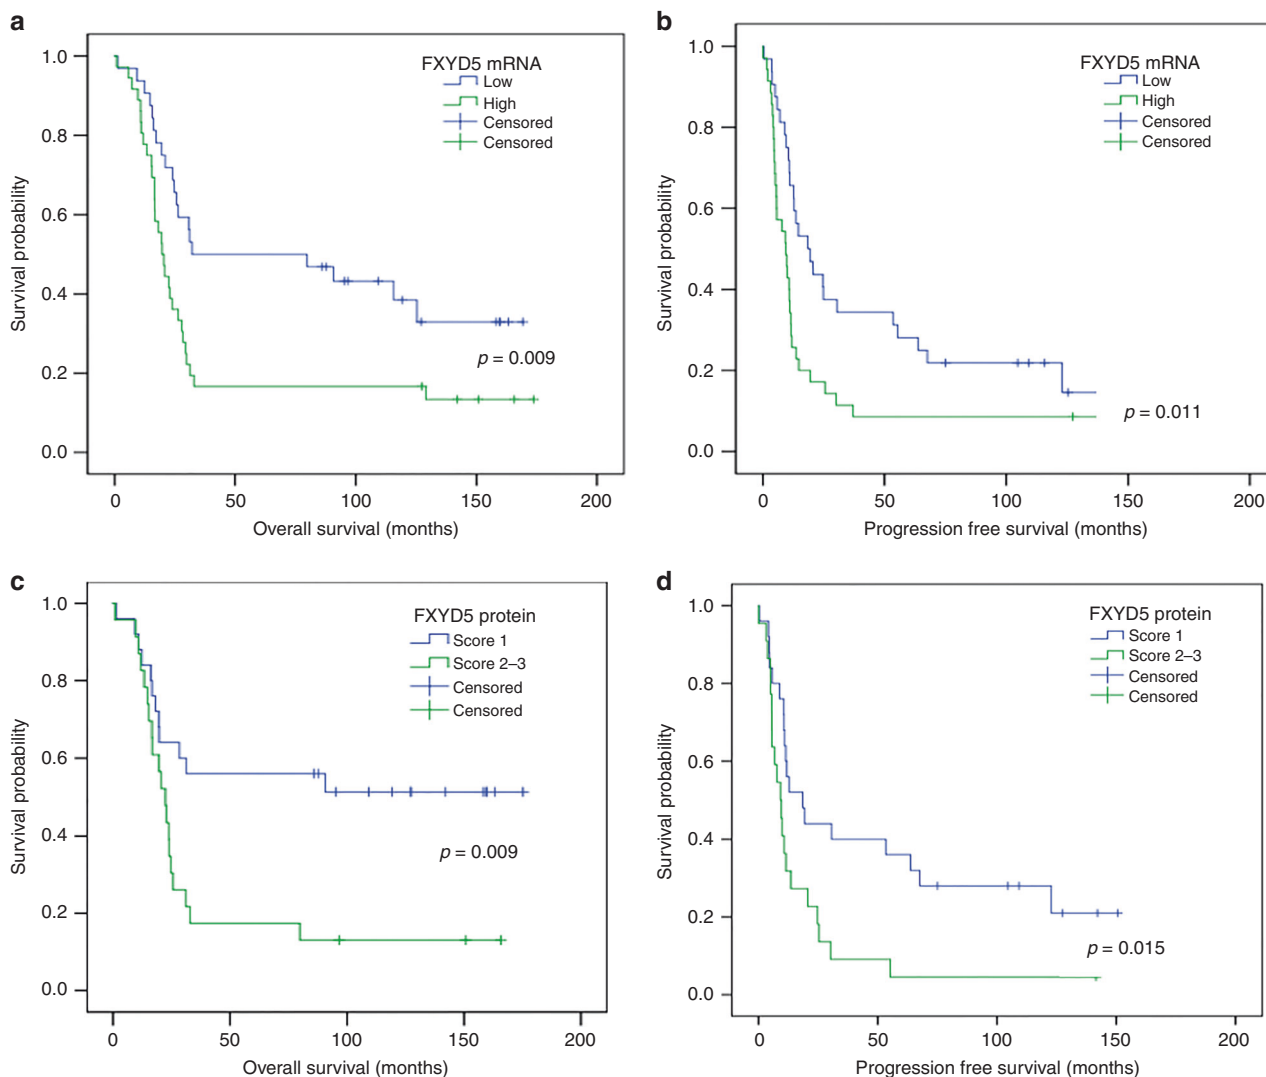 a
FXYD5 mRNA
Low
High
Censored
Censored
1.0
0.8
0.6
0.4
0.2
0.0
Survival probability
p = 0.009
0 50 100 150 200
Overall survival (months)
b
FXYD5 mRNA
Low
High
Censored
Censored
1.0
0.8
0.6
0.4
0.2
0.0
Survival probability
p = 0.011
0 50 100 150 200
Progression free survival (months)
c
FXYD5 protein
Score 1
Score 2–3
Censored
Censored
1.0
0.8
0.6
0.4
0.2
0.0
Survival probability
p = 0.009
0 50 100 150 200
Overall survival (months)
d
FXYD5 protein
Score 1
Score 2–3
Censored
Censored
1.0
0.8
0.6
0.4
0.2
0.0
Survival probability
p = 0.015
0 50 100 150 200
Progression free survival (months)